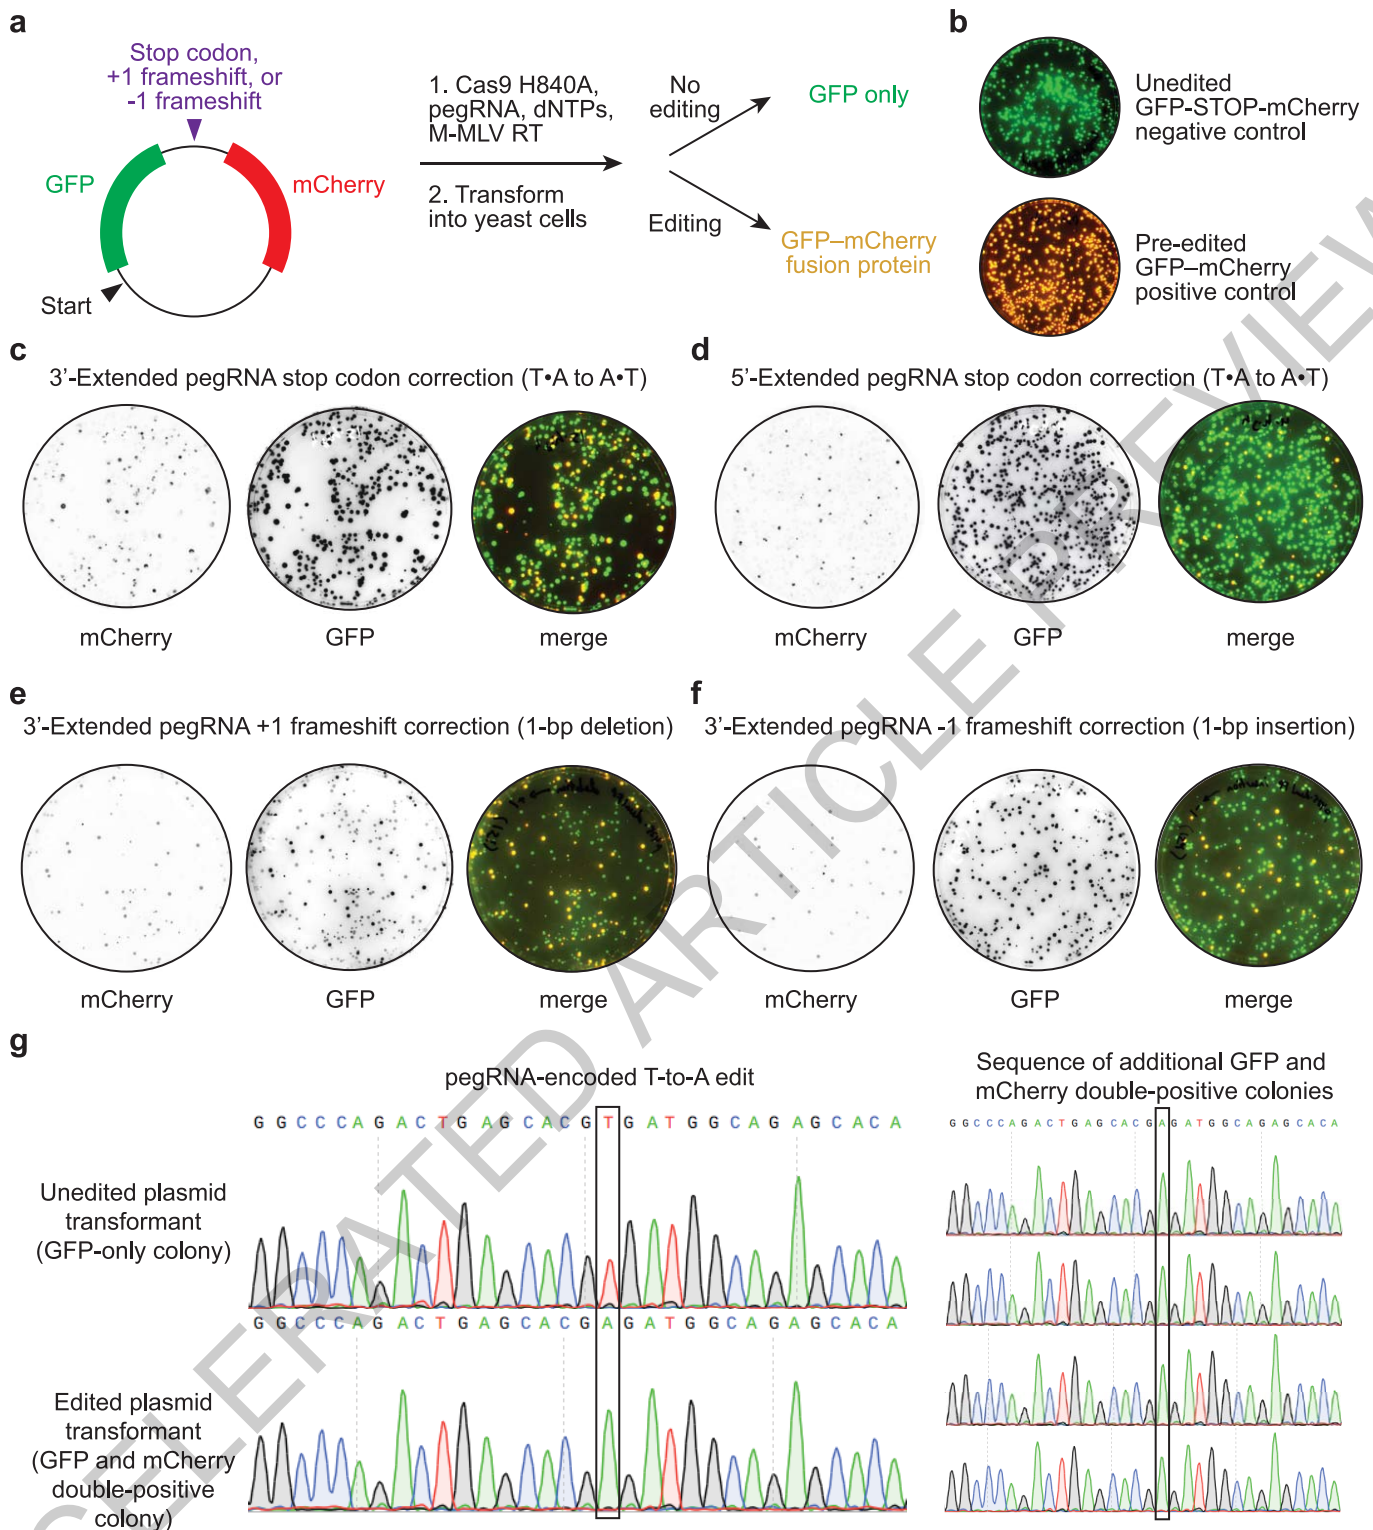 a
Stop codon,
+1 frameshift, or
-1 frameshift
GFP
mCherry
Start
1. Cas9 H840A,
pegRNA, dNTPs,
M-MLV RT
2. Transform
into yeast cells
No
editing
Editing
GFP only
GFP–mCherry
fusion protein
b
Unedited
GFP-STOP-mCherry
negative control
Pre-edited
GFP–mCherry
positive control
c
3’-Extended pegRNA stop codon correction (T•A to A•T)
mCherry
GFP
merge
d
5’-Extended pegRNA stop codon correction (T•A to A•T)
mCherry
GFP
merge
e
3’-Extended pegRNA +1 frameshift correction (1-bp deletion)
mCherry
GFP
merge
f
3’-Extended pegRNA -1 frameshift correction (1-bp insertion)
mCherry
GFP
merge
g
pegRNA-encoded T-to-A edit
G G C C C A G A C T G A G C A C G T G A T G G C A G A G C A C A
Unedited plasmid
transformant
(GFP-only colony)
G G C C C A G A C T G A G C A C G A G A T G G C A G A G C A C A
Edited plasmid
transformant
(GFP and mCherry
double-positive
colony)
Sequence of additional GFP and
mCherry double-positive colonies
G G C C C A G A C T G A G C A C G A G A T G G C A G A G C A C A
CELERATED ARTICLE PREVIEW